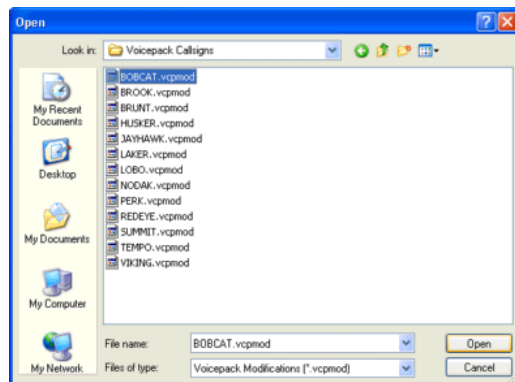 Open
Look in: Voicepack Callsigns
My Recent Documents
Desktop
My Documents
My Computer
My Network
BOBCAT.vcpmod
BROOK.vcpmod
BRUNT.vcpmod
HUSKER.vcpmod
JAYHAWK.vcpmod
LAKER.vcpmod
LOBO.vcpmod
NODAK.vcpmod
PERK.vcpmod
REDEYE.vcpmod
SUMMIT.vcpmod
TEMPO.vcpmod
VIKING.vcpmod
File name: BOBCAT.vcpmod Open
Files of type: Voicepack Modifications (*.vcpmod) Cancel